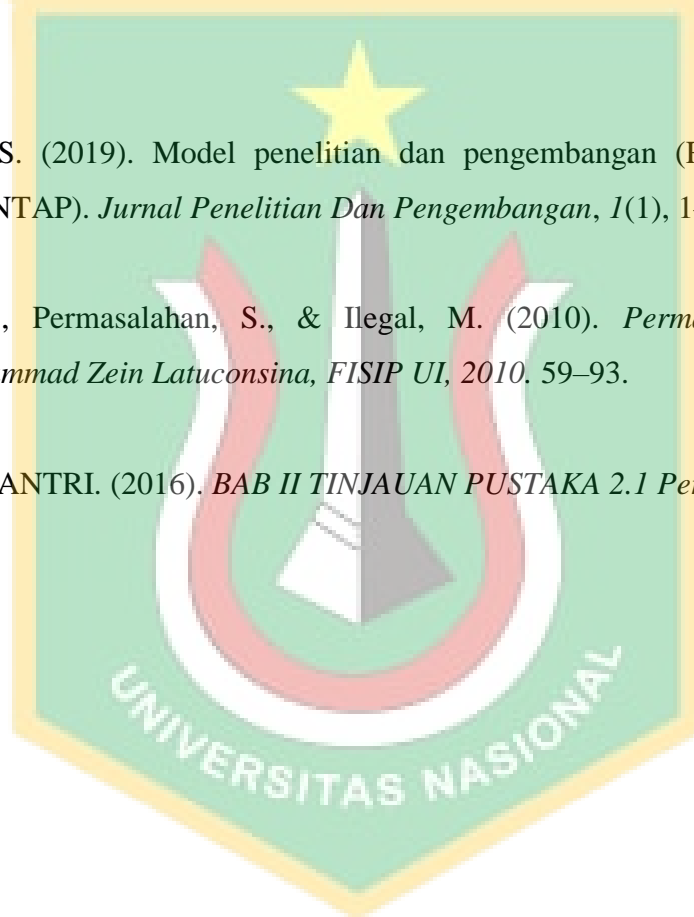 S. (2019). Model penelitian dan pengembangan (
NTAP). Jurnal Penelitian Dan Pengembangan, 1(1), 1
, Permasalahan, S., & Ilegal, M. (2010). Perma
mmad Zein Latuconsina, FISIP UI, 2010. 59–93.
ANTRI. (2016). BAB II TINJAUAN PUSTAKA 2.1 Pe
UNIVERSITAS NASIONAL